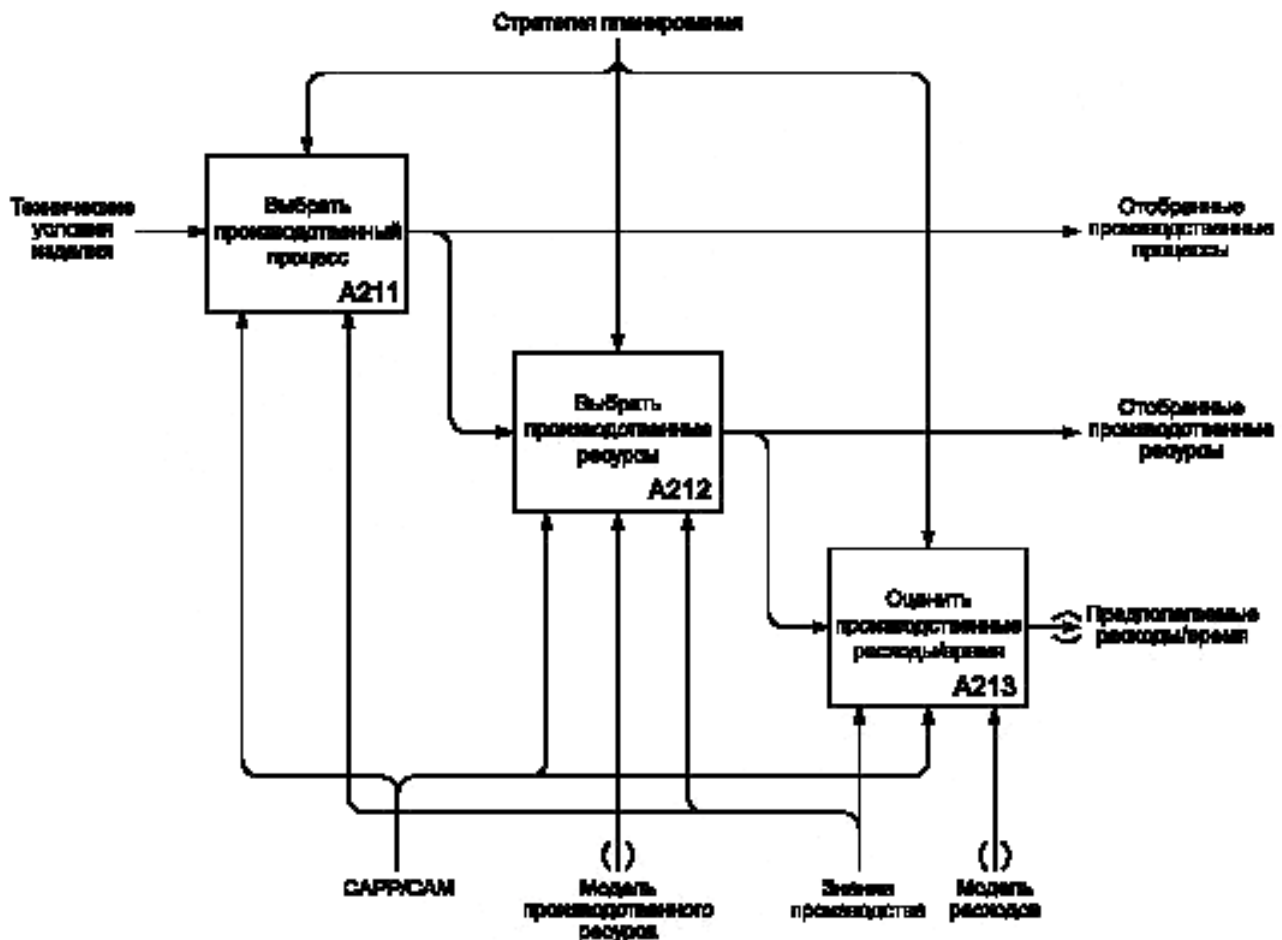 Стратегия планирования
Технические
условия
изделия
Выбрать
производственный
процесс
A211
Отобранные
производственные
процессы
Выбрать
производственные
ресурсы
A212
Отобранные
производственные
ресурсы
Оценить
производственные
расходы/время
A213
Предполагаемые
расходы/время
CAPP/CAM
Модель
производственного
ресурса
Знания
производства
Модель
расходов